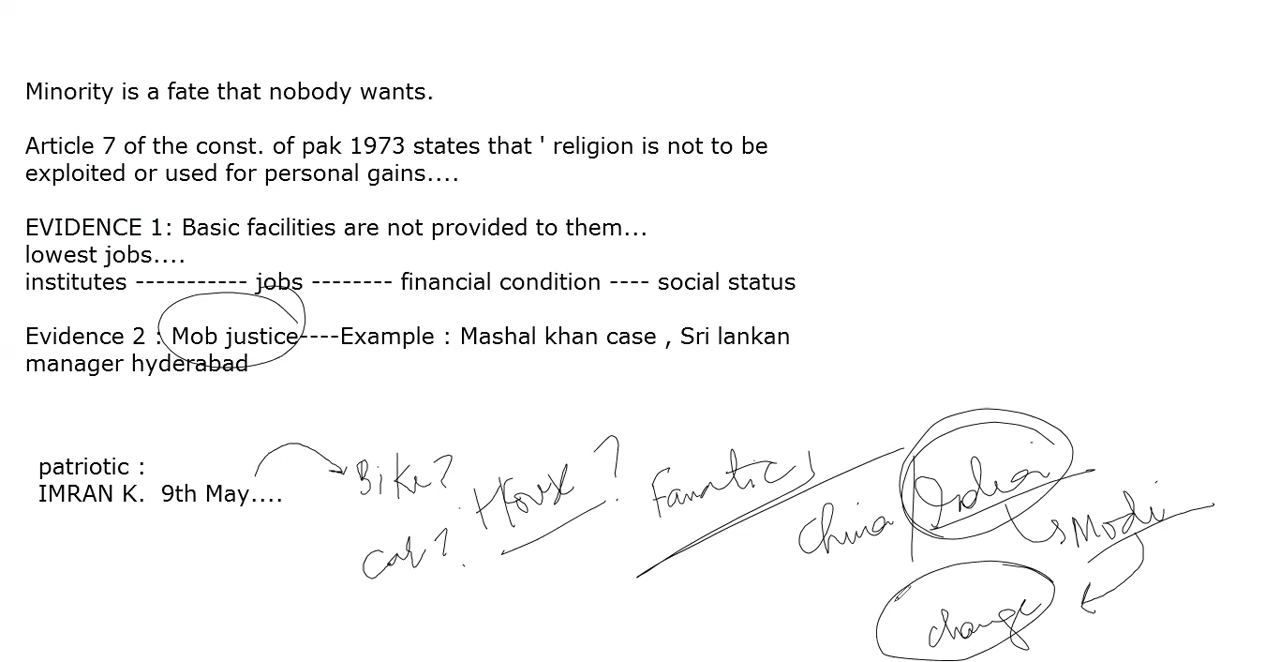 Minority is a fate that nobody wants.
Article 7 of the const. of pak 1973 states that ' religion is not to be
exploited or used for personal gains....
EVIDENCE 1: Basic facilities are not provided to them...
lowest jobs....
institutes ----------- jobs -------- financial condition ---- social status
Evidence 2 : Mob justice----Example : Mashal khan case , Sri lankan
manager hyderabad
patriotic :
IMRAN K.  9th May....
Bike?
House?
Fanatics
Car?
China
India
Modi
change